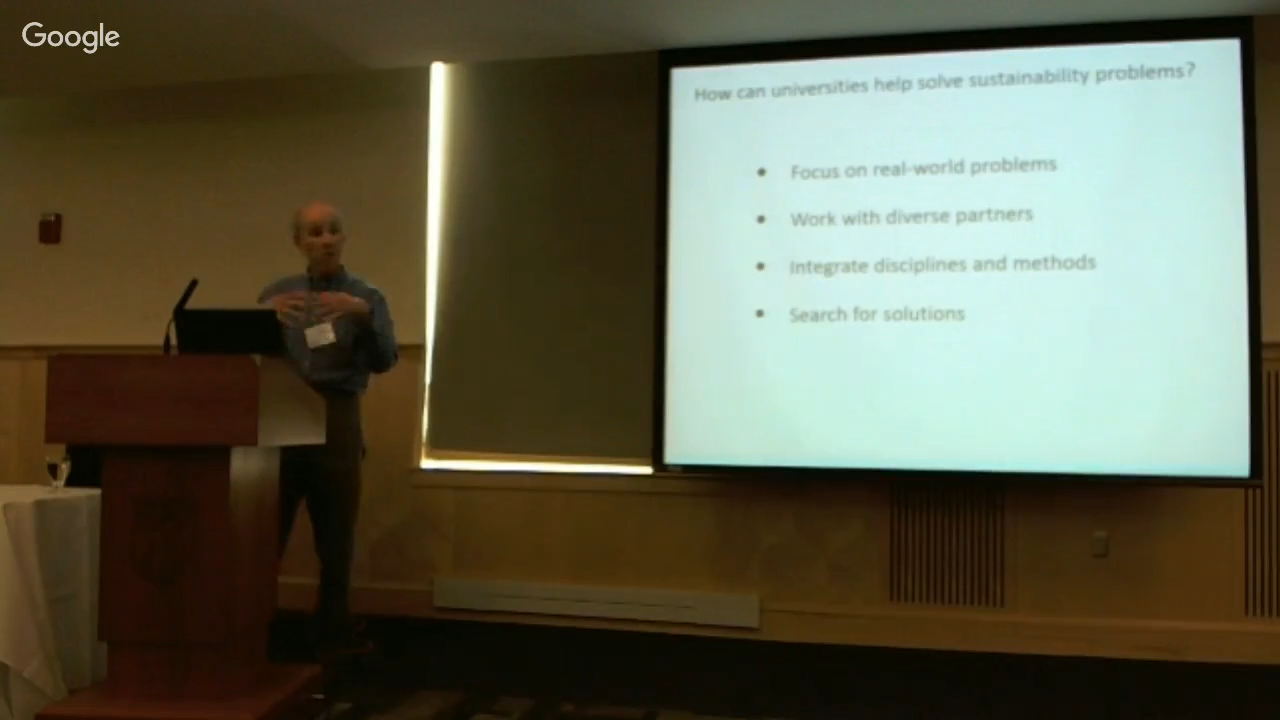 Google
How can universities help solve sustainability problems?
• Focus on real-world problems
• Work with diverse partners
• Integrate disciplines and methods
• Search for solutions